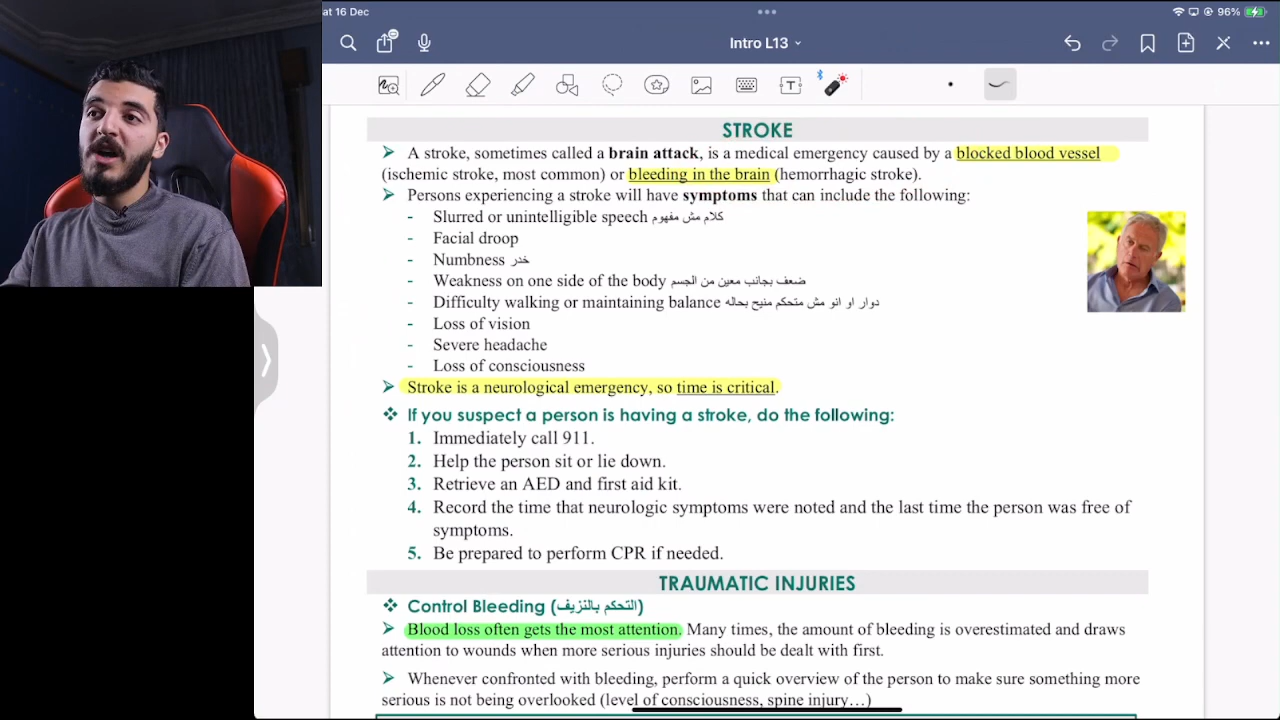 at 16 Dec
96%
Intro L13
STROKE
➢ A stroke, sometimes called a brain attack, is a medical emergency caused by a blocked blood vessel
(ischemic stroke, most common) or bleeding in the brain (hemorrhagic stroke).
➢ Persons experiencing a stroke will have symptoms that can include the following:
- Slurred or unintelligible speech كلام مش مفهوم
- Facial droop
- Numbness خدر
- Weakness on one side of the body ضعف بجانب معين من الجسم
- Difficulty walking or maintaining balance دوار او انو مش متحكم منيح بحاله
- Loss of vision
- Severe headache
- Loss of consciousness
➢ Stroke is a neurological emergency, so time is critical.
❖ If you suspect a person is having a stroke, do the following:
1. Immediately call 911.
2. Help the person sit or lie down.
3. Retrieve an AED and first aid kit.
4. Record the time that neurologic symptoms were noted and the last time the person was free of
symptoms.
5. Be prepared to perform CPR if needed.
TRAUMATIC INJURIES
❖ Control Bleeding (التحكم بالنزيف)
➢ Blood loss often gets the most attention. Many times, the amount of bleeding is overestimated and draws
attention to wounds when more serious injuries should be dealt with first.
➢ Whenever confronted with bleeding, perform a quick overview of the person to make sure something more
serious is not being overlooked (level of consciousness, spine injury…)